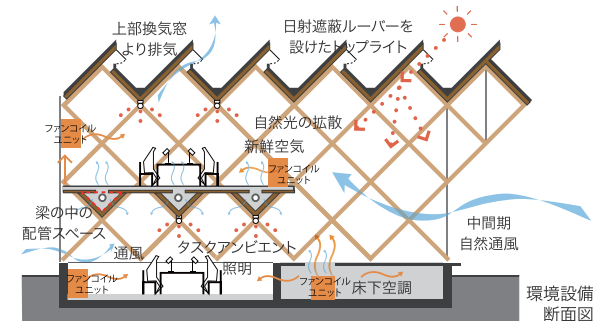 上部換気窓
より排気
日射遮蔽ルーバーを
設けたトップライト
自然光の拡散
ファンコイル
ユニット
新鮮空気
ファンコイル
ユニット
梁の中の
配管スペース
中間期
自然通風
通風
タスクアンビエント
照明
ファンコイル
ユニット
ファンコイル
ユニット
床下空調
環境設備
断面図